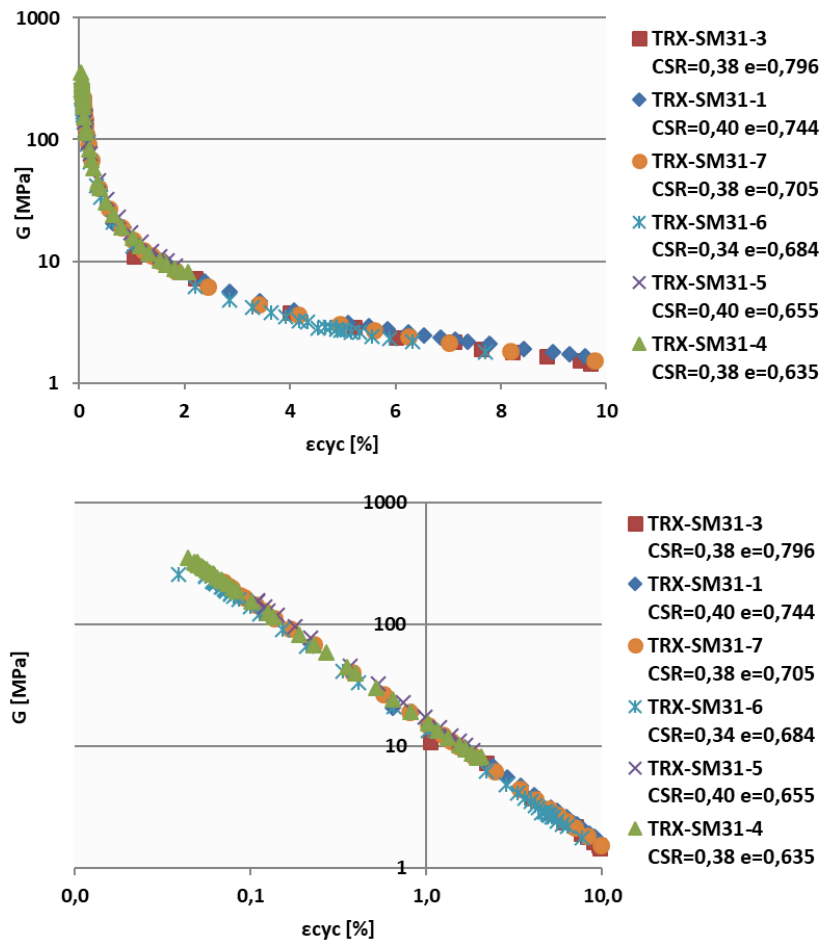 1000
100
10
1
G [MPa]
0
2
4
6
8
10
εcyc [%]
TRX-SM31-3
CSR=0,38 e=0,796
TRX-SM31-1
CSR=0,40 e=0,744
TRX-SM31-7
CSR=0,38 e=0,705
TRX-SM31-6
CSR=0,34 e=0,684
TRX-SM31-5
CSR=0,40 e=0,655
TRX-SM31-4
CSR=0,38 e=0,635
1000
100
10
1
G [MPa]
0,0
0,1
1,0
10,0
εcyc [%]
TRX-SM31-3
CSR=0,38 e=0,796
TRX-SM31-1
CSR=0,40 e=0,744
TRX-SM31-7
CSR=0,38 e=0,705
TRX-SM31-6
CSR=0,34 e=0,684
TRX-SM31-5
CSR=0,40 e=0,655
TRX-SM31-4
CSR=0,38 e=0,635